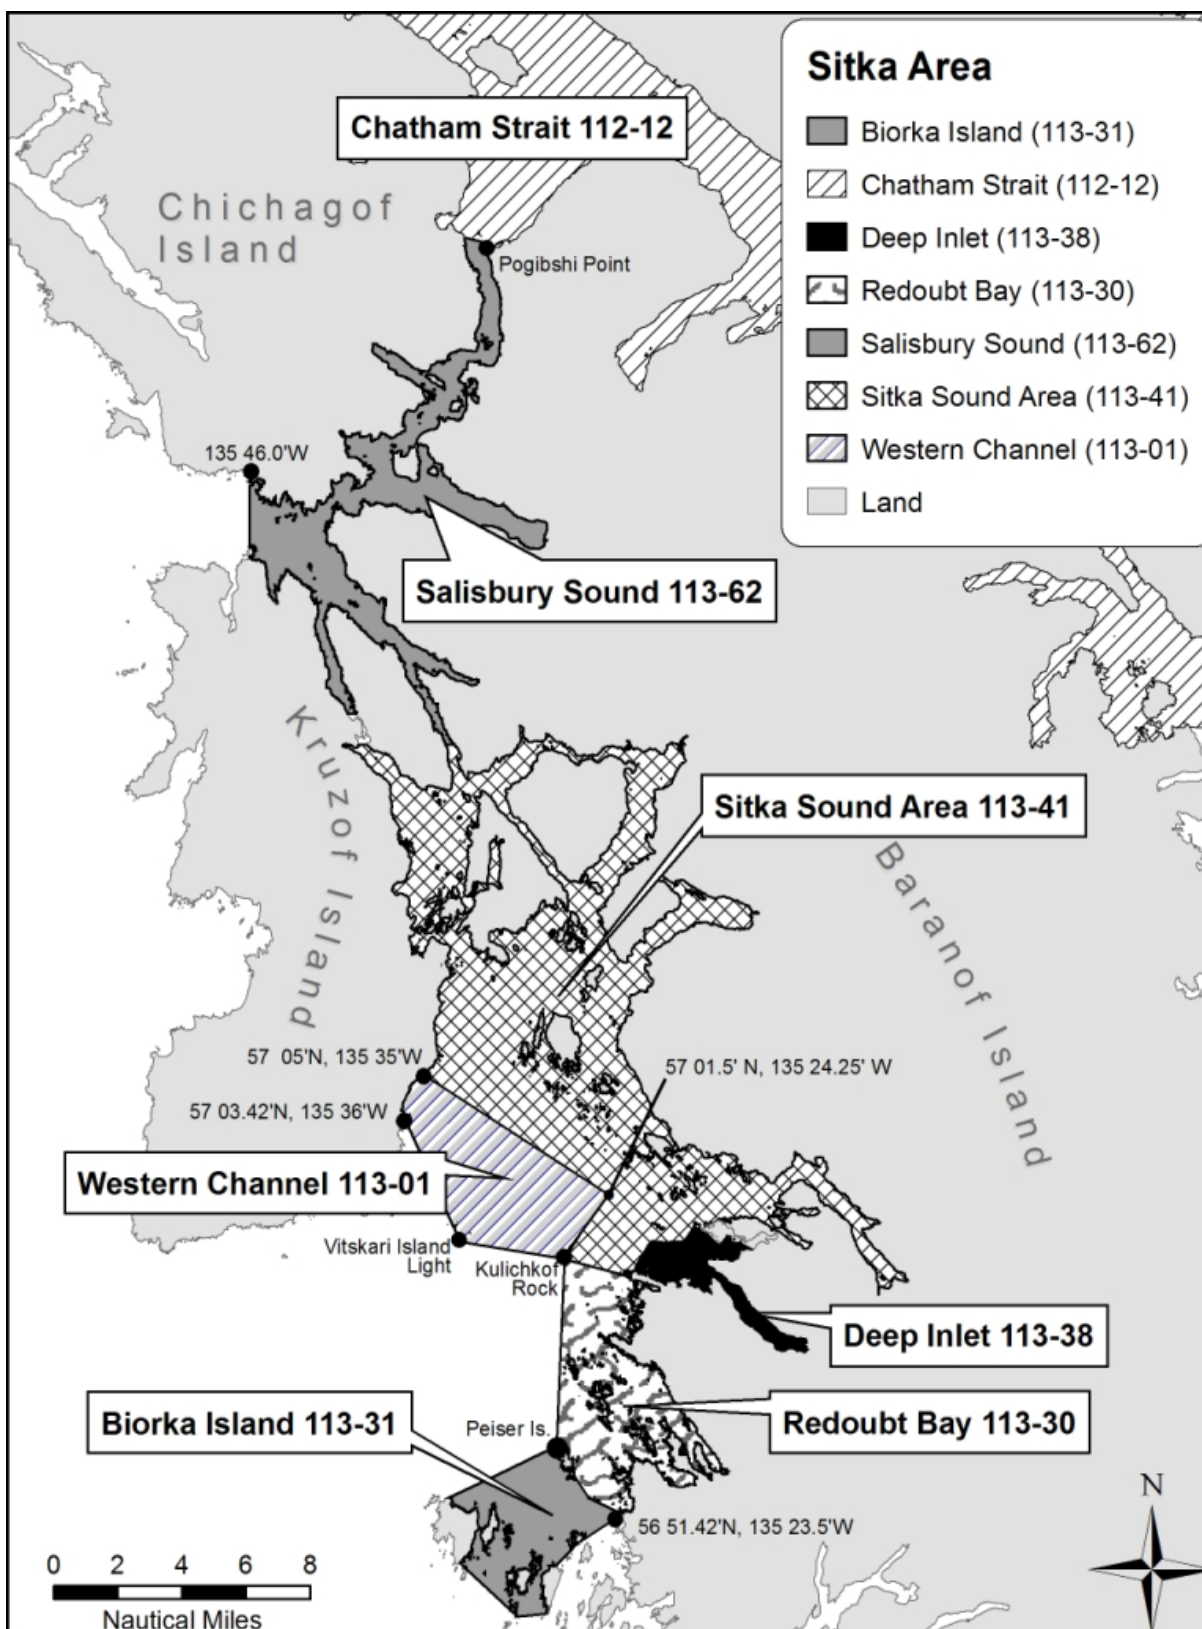 Sitka Area
Biorka Island (113-31)
Chatham Strait (112-12)
Deep Inlet (113-38)
Redoubt Bay (113-30)
Salisbury Sound (113-62)
Sitka Sound Area (113-41)
Western Channel (113-01)
Land
Chatham Strait 112-12
Chichagof
Island
Pogibshi Point
135 46.0'W
Salisbury Sound 113-62
Kruzof Island
Sitka Sound Area 113-41
Baranof Island
57 05'N, 135 35'W
57 01.5' N, 135 24.25' W
57 03.42'N, 135 36'W
Western Channel 113-01
Vitskari Island
Light
Kulichkof
Rock
Deep Inlet 113-38
Biorka Island 113-31
Redoubt Bay 113-30
Peiser Is.
56 51.42'N, 135 23.5'W
N
0 2 4 6 8
Nautical Miles